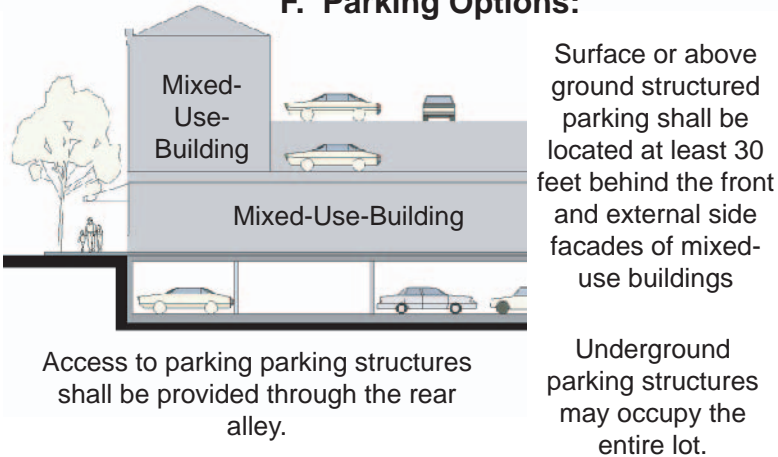 F. Parking Options:
Mixed-
Use-
Building
Mixed-Use-Building
Surface or above
ground structured
parking shall be
located at least 30
feet behind the front
and external side
facades of mixed-
use buildings
Access to parking parking structures
shall be provided through the rear
alley.
Underground
parking structures
may occupy the
entire lot.